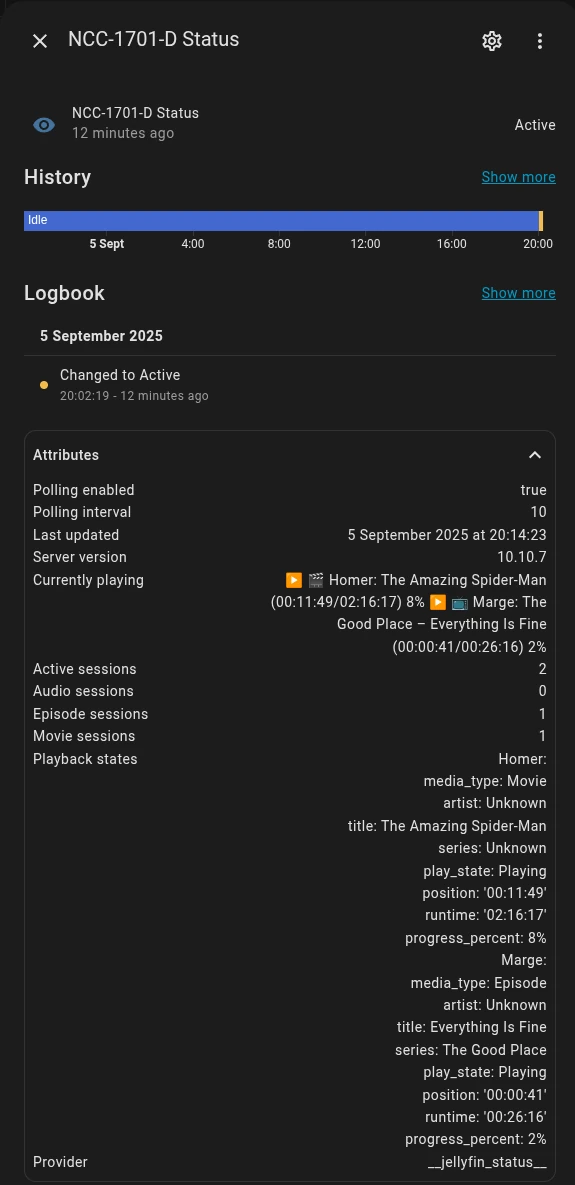 NCC-1701-D Status
NCC-1701-D Status
12 minutes ago
Active
History
Show more
Idle
5 Sept 4:00 8:00 12:00 16:00 20:00
Logbook
Show more
5 September 2025
Changed to Active
20:02:19 - 12 minutes ago
Attributes
Polling enabled true
Polling interval 10
Last updated 5 September 2025 at 20:14:23
Server version 10.10.7
Currently playing ▶️ 🎬 Homer: The Amazing Spider-Man
(00:11:49/02:16:17) 8% ▶️ 📺 Marge: The
Good Place – Everything Is Fine
(00:00:41/00:26:16) 2%
Active sessions 2
Audio sessions 0
Episode sessions 1
Movie sessions 1
Playback states Homer:
media_type: Movie
artist: Unknown
title: The Amazing Spider-Man
series: Unknown
play_state: Playing
position: '00:11:49'
runtime: '02:16:17'
progress_percent: 8%
Marge:
media_type: Episode
artist: Unknown
title: Everything Is Fine
series: The Good Place
play_state: Playing
position: '00:00:41'
runtime: '00:26:16'
progress_percent: 2%
Provider __jellyfin_status__